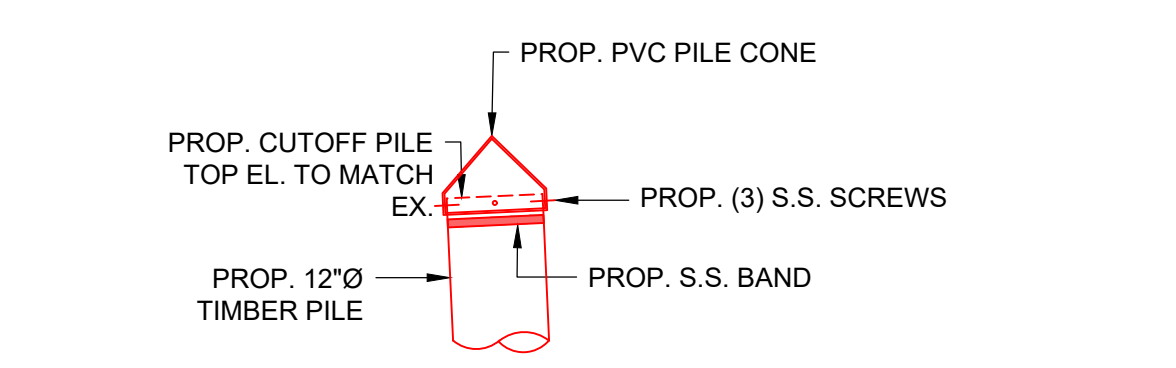 PROP. PVC PILE CONE
PROP. CUTOFF PILE
TOP EL. TO MATCH
EX.
PROP. (3) S.S. SCREWS
PROP. 12"Ø
TIMBER PILE
PROP. S.S. BAND